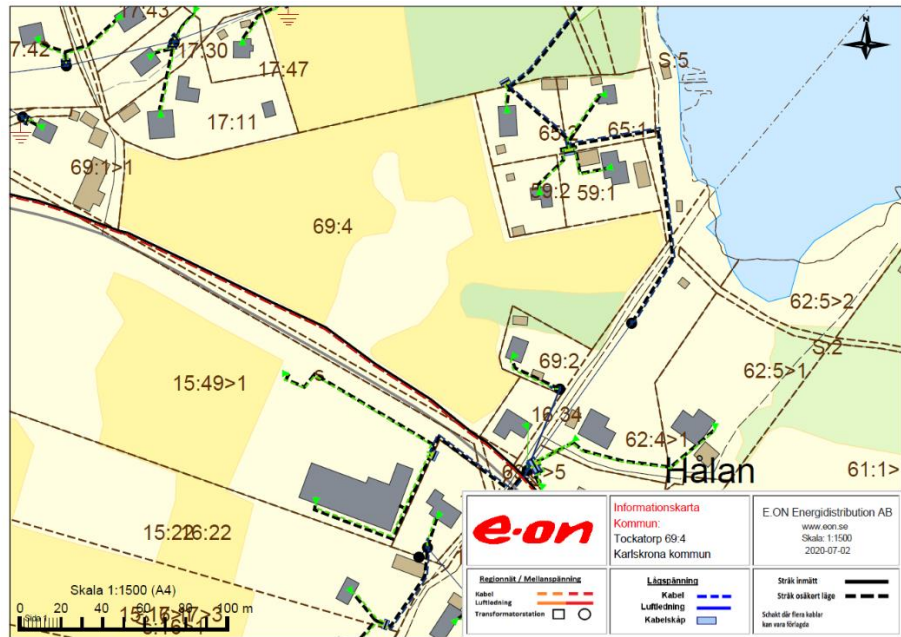 17:43
17:42
17:30
17:47
N
S:5
17:11
65:2
65:1
69:1>1
59:2
59:1
69:4
62:5>2
S:2
69:2
62:5>1
15:49>1
16:34
62:4>1
Hålan
61:1>
15:22
26:22
Skala 1:1500 (A4)
0 20 40 60 80 100 m
e·on
Informationskarta
Kommun:
Tockatorp 69:4
Karlskrona kommun
E.ON Energidistribution AB
www.eon.se
Skala: 1:1500
2020-07-02
Regionnät / Mellanspänning
Kabel
Luftledning
Transformatorstation
Lågspänning
Kabel
Luftledning
Kabelskåp
Stråk inmätt
Stråk osäkert läge
Schakt där flera kablar
kan vara förlagda